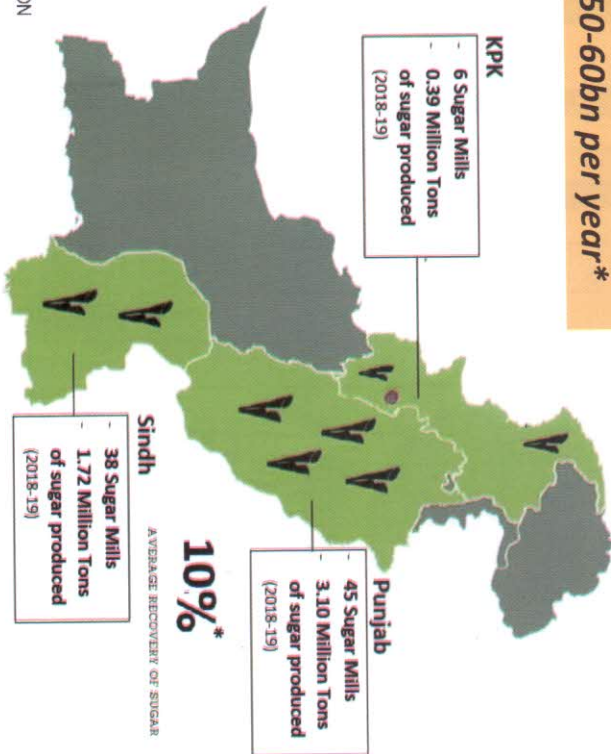 50-60bn per year*
KPK
- 6 Sugar Mills
- 0.39 Million Tons
of sugar produced
(2018-19)
Punjab
- 45 Sugar Mills
- 3.10 Million Tons
of sugar produced
(2018-19)
10%*
AVERAGE RECOVERY OF SUGAR
Sindh
- 38 Sugar Mills
- 1.72 Million Tons
of sugar produced
(2018-19)
ON